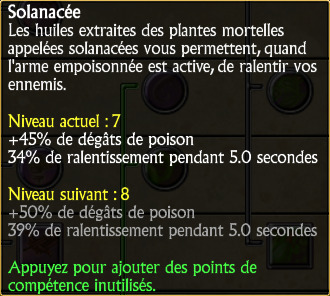 Solanacée
Les huiles extraites des plantes mortelles
appelées solanacées vous permettent, quand
l'arme empoisonnée est active, de ralentir vos
ennemis.
Niveau actuel : 7
+45% de dégâts de poison
34% de ralentissement pendant 5.0 secondes
Niveau suivant : 8
+50% de dégâts de poison
39% de ralentissement pendant 5.0 secondes
Appuyez pour ajouter des points de
compétence inutilisés.